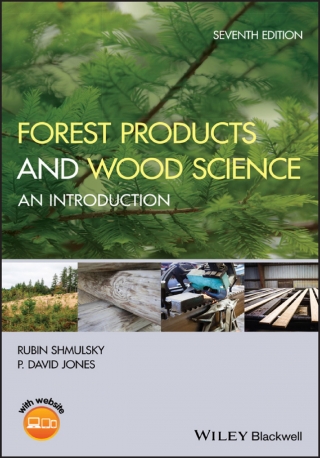 SEVENTH EDITION
FOREST PRODUCTS
AND WOOD SCIENCE
AN INTRODUCTION
RUBIN SHMULSKY
P. DAVID JONES
with website
WILEY Blackwell